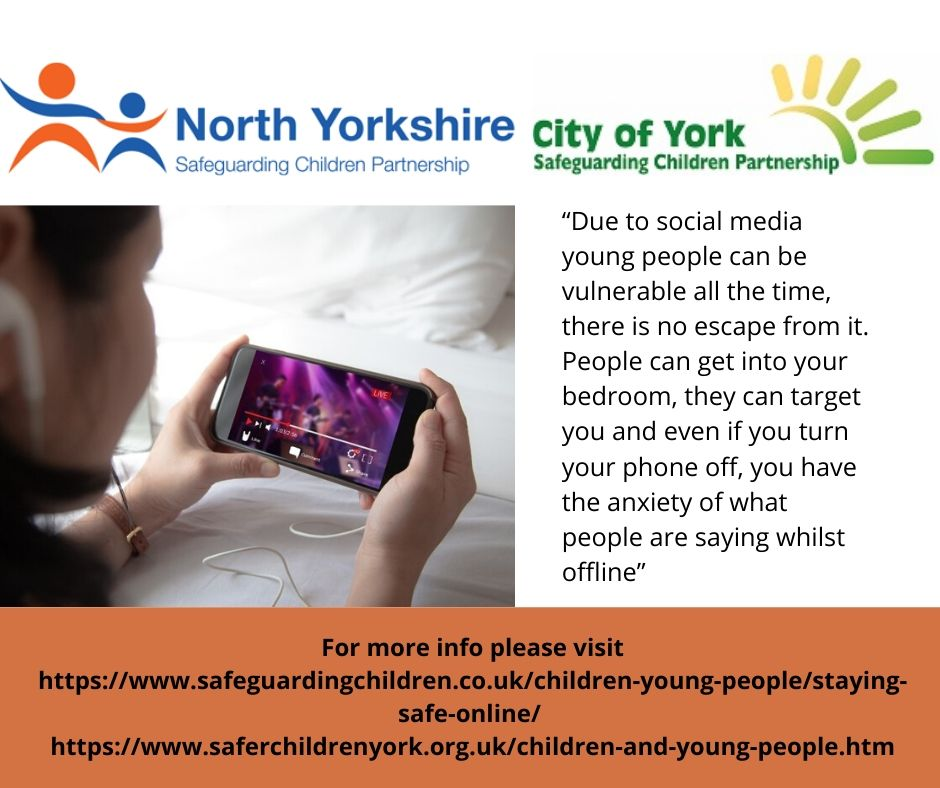 North Yorkshire
Safeguarding Children Partnership
City of York
Safeguarding Children Partnership
“Due to social media
young people can be
vulnerable all the time,
there is no escape from it.
People can get into your
bedroom, they can target
you and even if you turn
your phone off, you have
the anxiety of what
people are saying whilst
offline”
LIVE
Like
Comment
Share
For more info please visit
https://www.safeguardingchildren.co.uk/children-young-people/staying-
safe-online/
https://www.saferchildrenyork.org.uk/children-and-young-people.htm